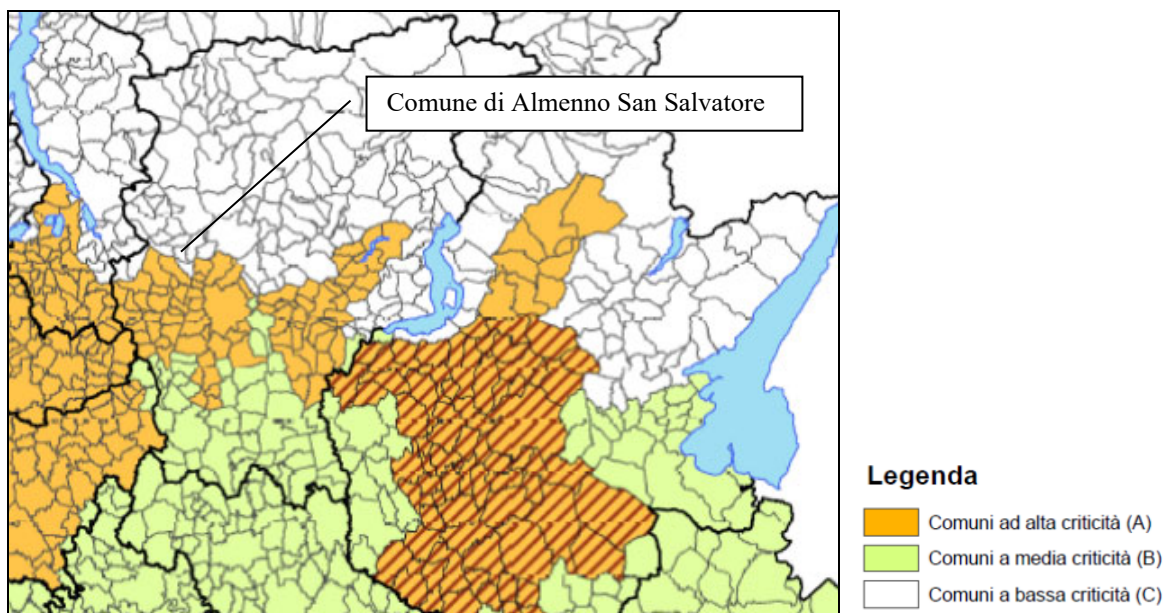 Comune di Almenno San Salvatore
Legenda
Comuni ad alta criticità (A)
Comuni a media criticità (B)
Comuni a bassa criticità (C)